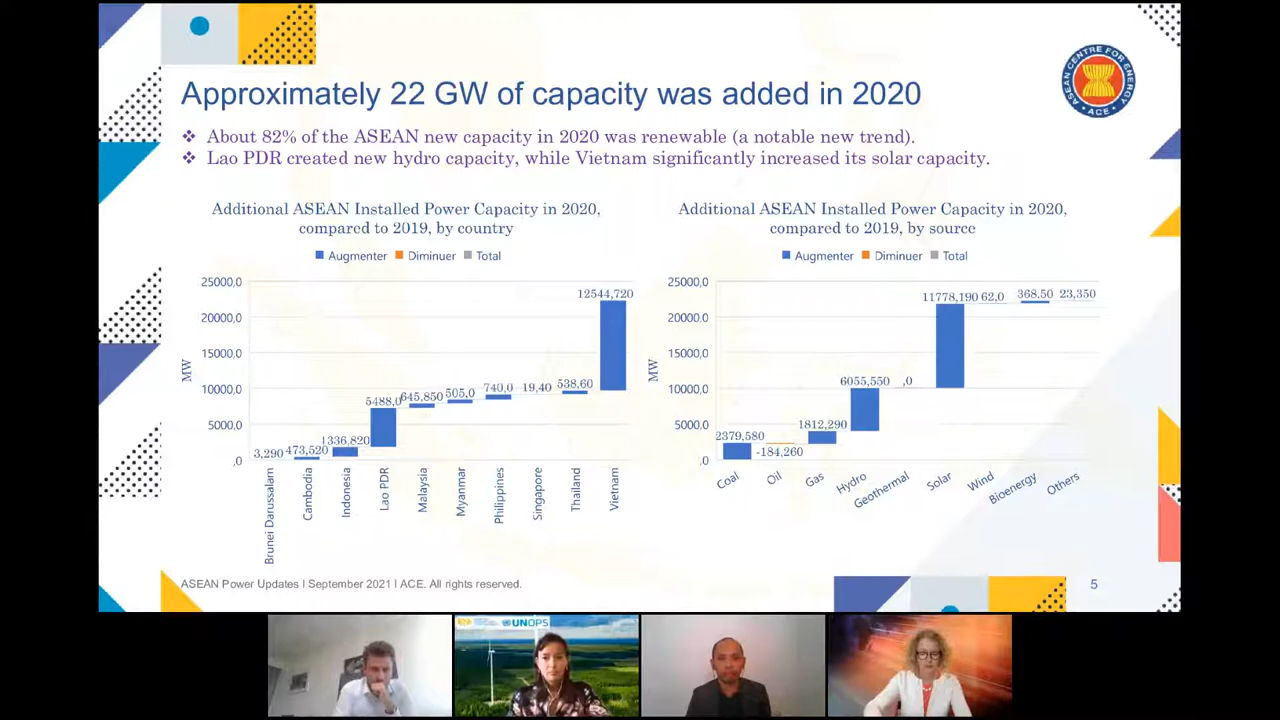 Approximately 22 GW of capacity was added in 2020
❖ About 82% of the ASEAN new capacity in 2020 was renewable (a notable new trend).
❖ Lao PDR created new hydro capacity, while Vietnam significantly increased its solar capacity.
ASEAN CENTRE FOR ENERGY
ACE
Additional ASEAN Installed Power Capacity in 2020,
compared to 2019, by country
Augmenter Diminuer Total
MW
25000,0
20000,0
15000,0
10000,0
5000,0
,0
3,290
473,520
1336,820
5488,0
645,850
505,0
740,0
19,40
538,60
12544,720
Brunei Darussalam
Cambodia
Indonesia
Lao PDR
Malaysia
Myanmar
Philippines
Singapore
Thailand
Vietnam
Additional ASEAN Installed Power Capacity in 2020,
compared to 2019, by source
Augmenter Diminuer Total
MW
25000,0
20000,0
15000,0
10000,0
5000,0
,0
2379,580
-184,260
1812,290
6055,550
,0
11778,190
62,0
368,50
23,350
Coal
Oil
Gas
Hydro
Geothermal
Solar
Wind
Bioenergy
Others
ASEAN Power Updates | September 2021 | ACE. All rights reserved.
5
UNOPS